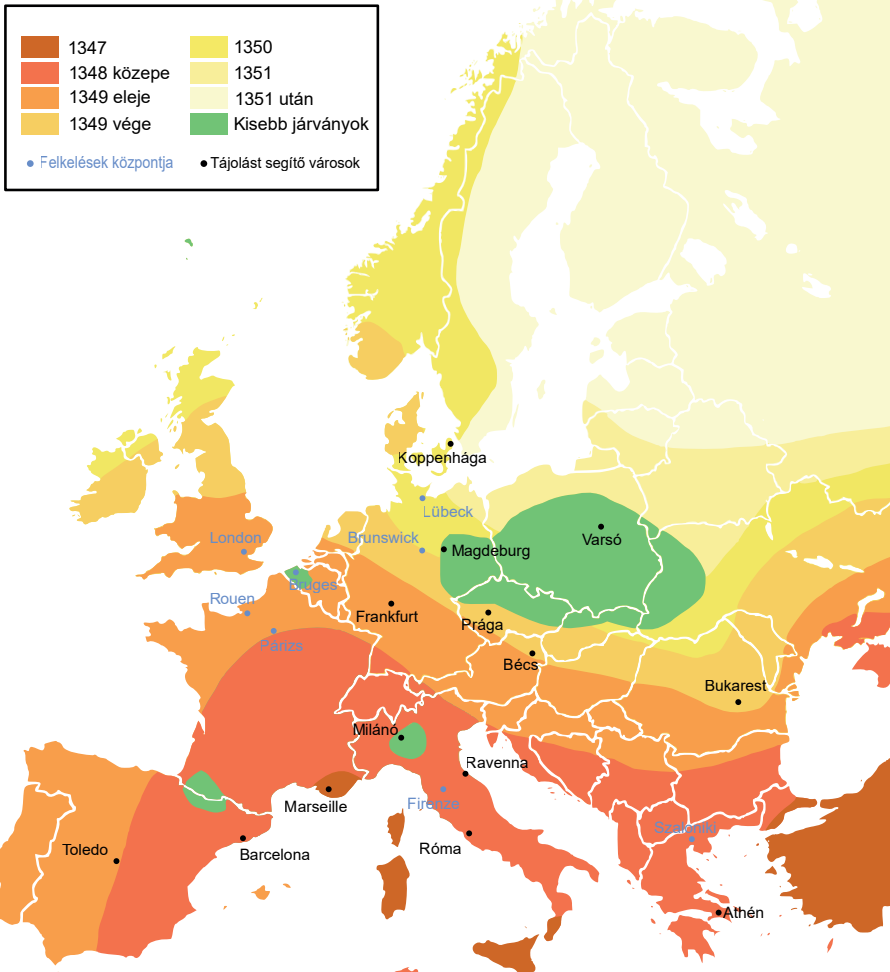 1347
1348 közepe
1349 eleje
1349 vége
1350
1351
1351 után
Kisebb járványok
Felkelések központja
Tájolást segítő városok
Koppenhága
Lübeck
Brunswick
Magdeburg
Varsó
London
Bruges
Rouen
Párizs
Frankfurt
Prága
Bécs
Bukarest
Milánó
Ravenna
Marseille
Firenze
Szaloniki
Toledo
Barcelona
Róma
Athén